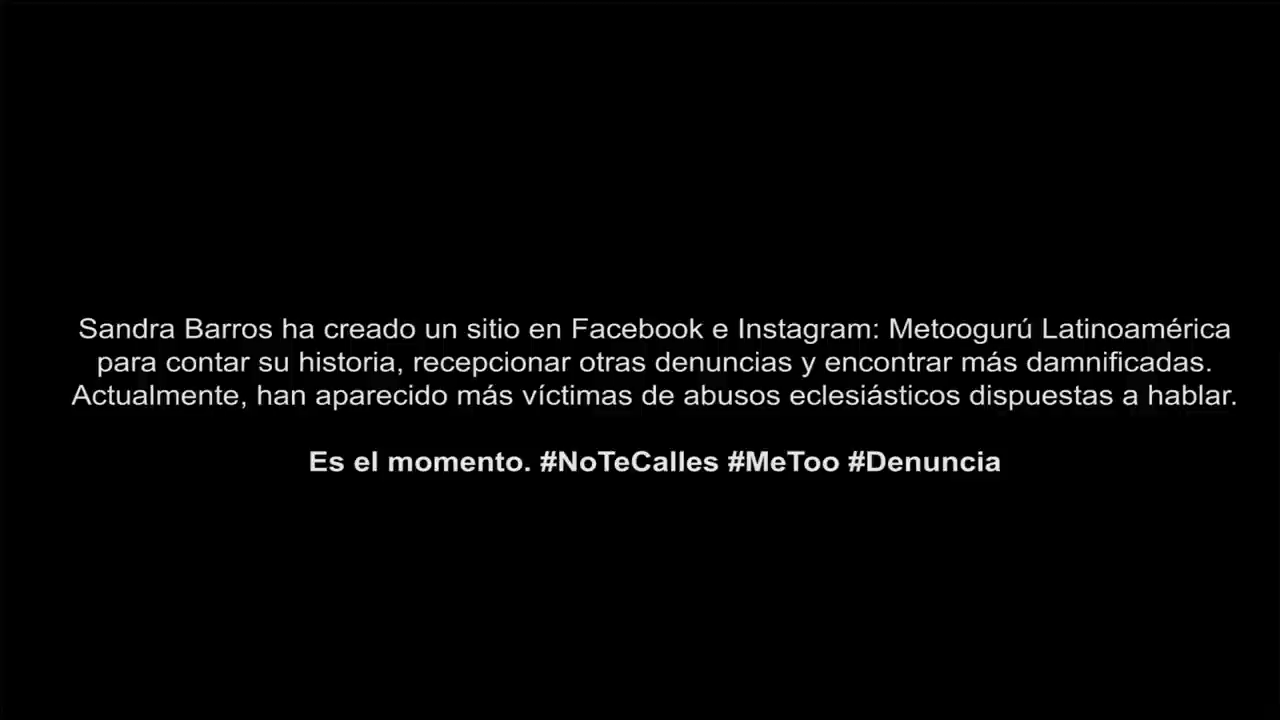 Sandra Barros ha creado un sitio en Facebook e Instagram: Metoogurú Latinoamérica
para contar su historia, recepcionar otras denuncias y encontrar más damnificadas.
Actualmente, han aparecido más víctimas de abusos eclesiásticos dispuestas a hablar.
Es el momento. #NoTeCalles #MeToo #Denuncia